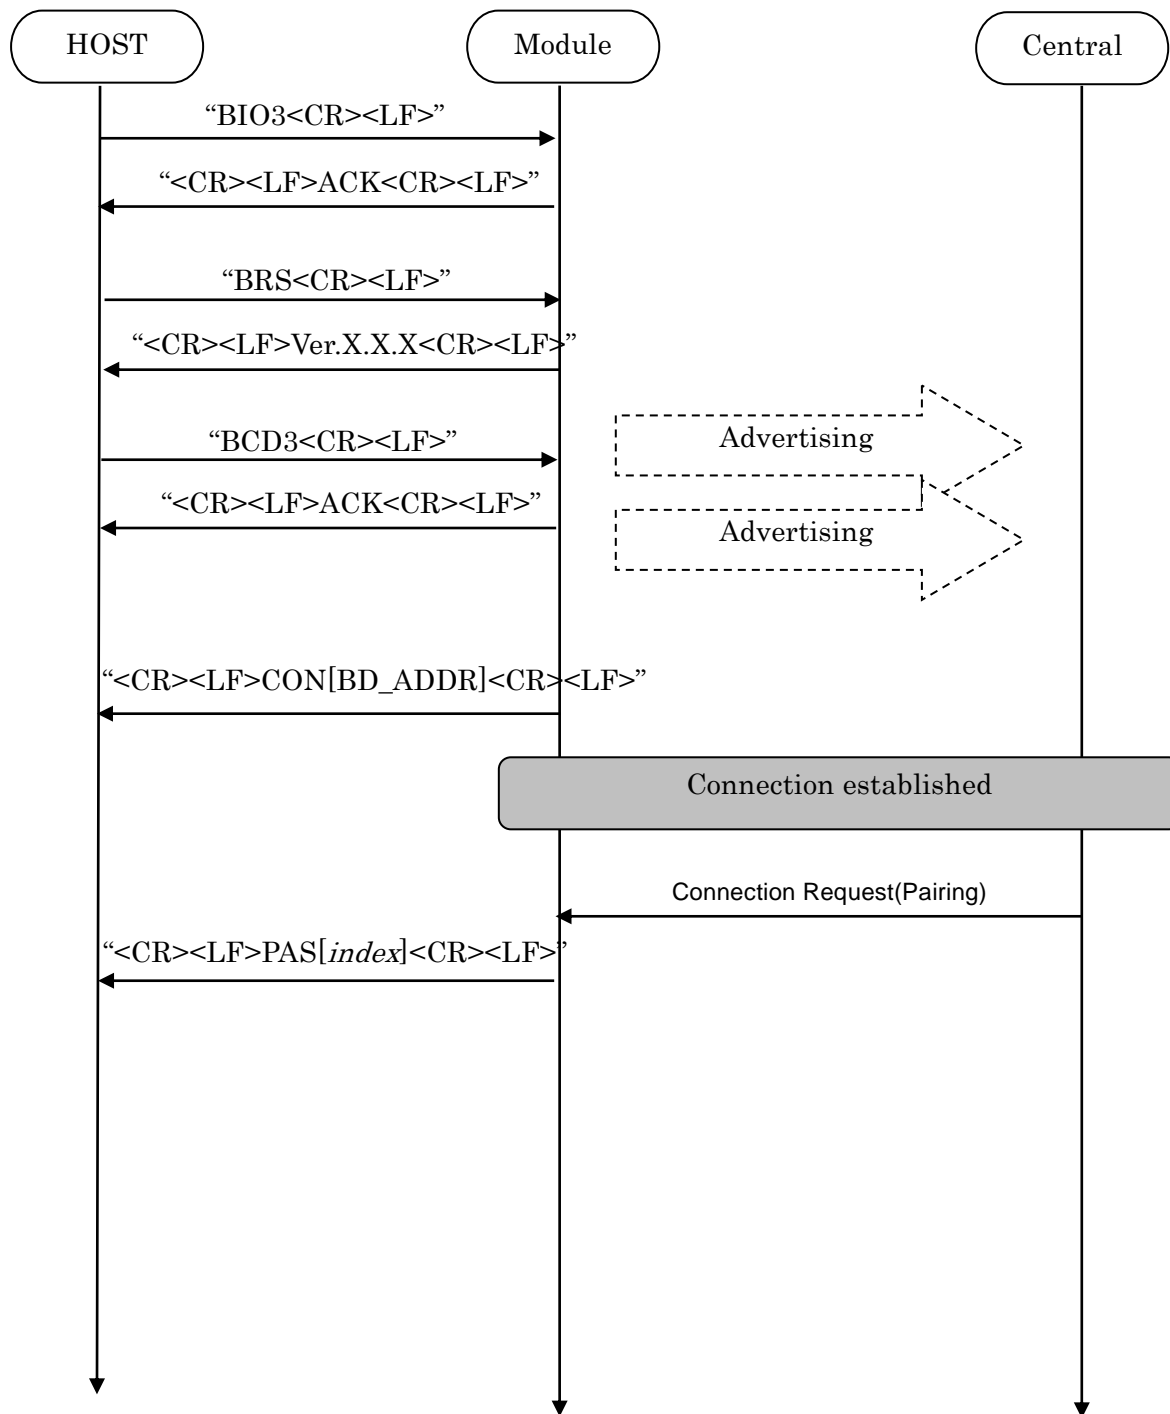 HOST
Module
Central
“BIO3<CR><LF>”
“<CR><LF>ACK<CR><LF>”
“BRS<CR><LF>”
“<CR><LF>Ver.X.X.X<CR><LF>”
“BCD3<CR><LF>”
Advertising
“<CR><LF>ACK<CR><LF>”
Advertising
“<CR><LF>CON[BD_ADDR]<CR><LF>”
Connection established
Connection Request(Pairing)
“<CR><LF>PAS[index]<CR><LF>”